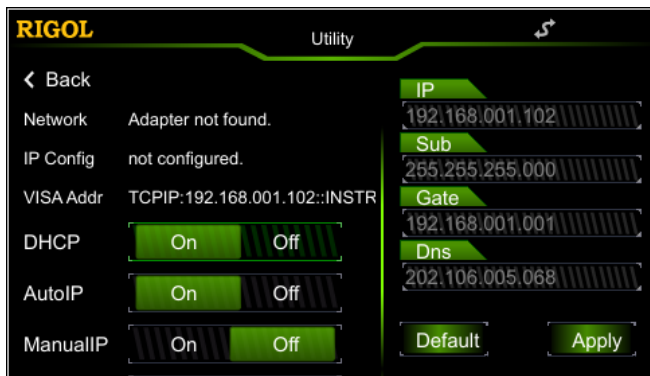 RIGOL
Utility
Back
Network Adapter not found.
IP Config not configured.
VISA Addr TCPIP:192.168.001.102::INSTR
DHCP On Off
AutoIP On Off
ManualIP On Off
IP
192.168.001.102
Sub
255.255.255.000
Gate
192.168.001.001
Dns
202.106.005.068
Default Apply